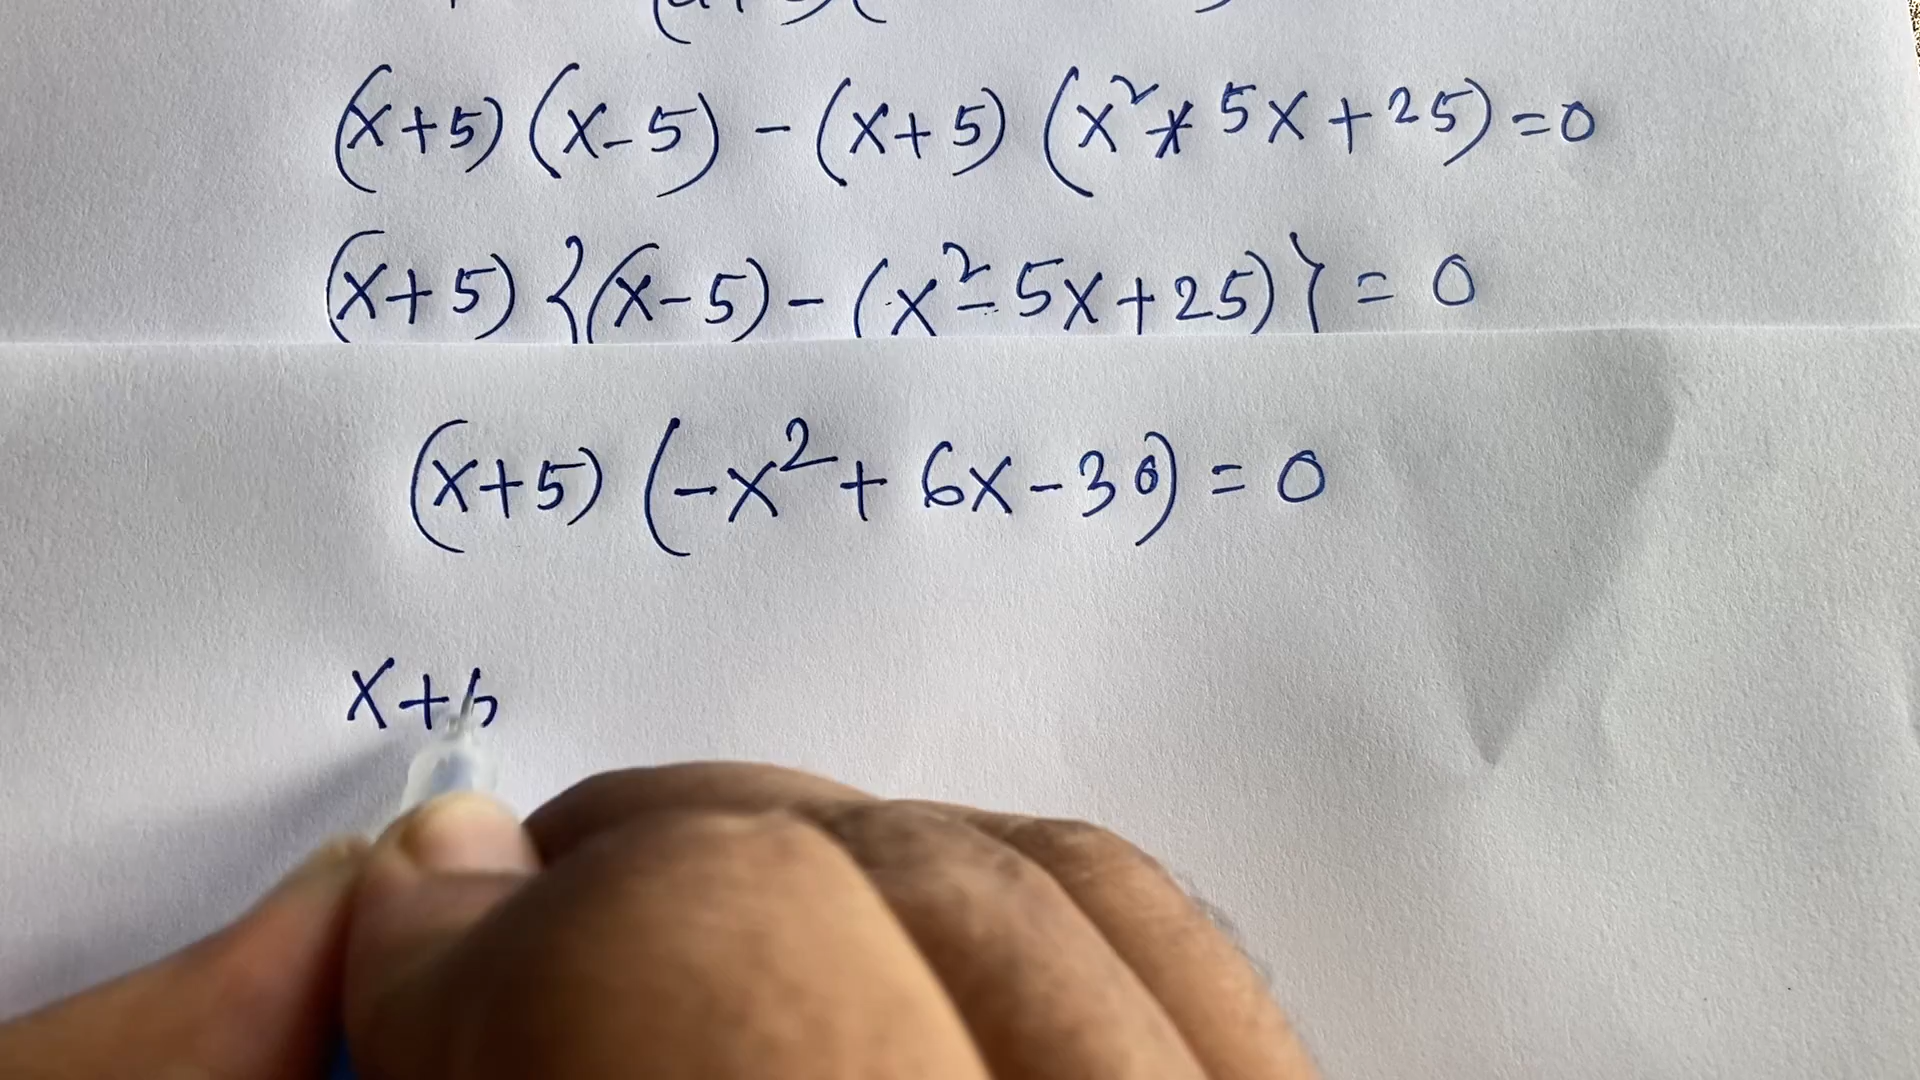 (x+5)(x-5)-(x+5)(x²+5x+25)=0
(x+5){(x-5)-(x²-5x+25)}=0
(x+5)(-x²+6x-30)=0
x+5